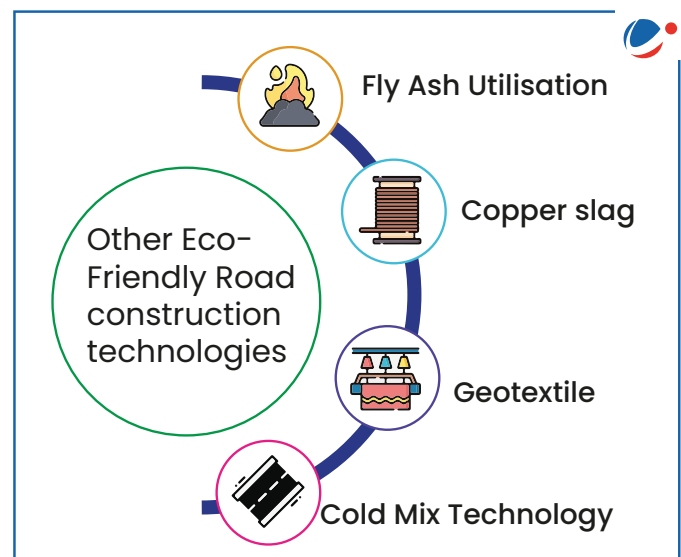 Fly Ash Utilisation
Copper slag
Other Eco-
Friendly Road
construction
technologies
Geotextile
Cold Mix Technology